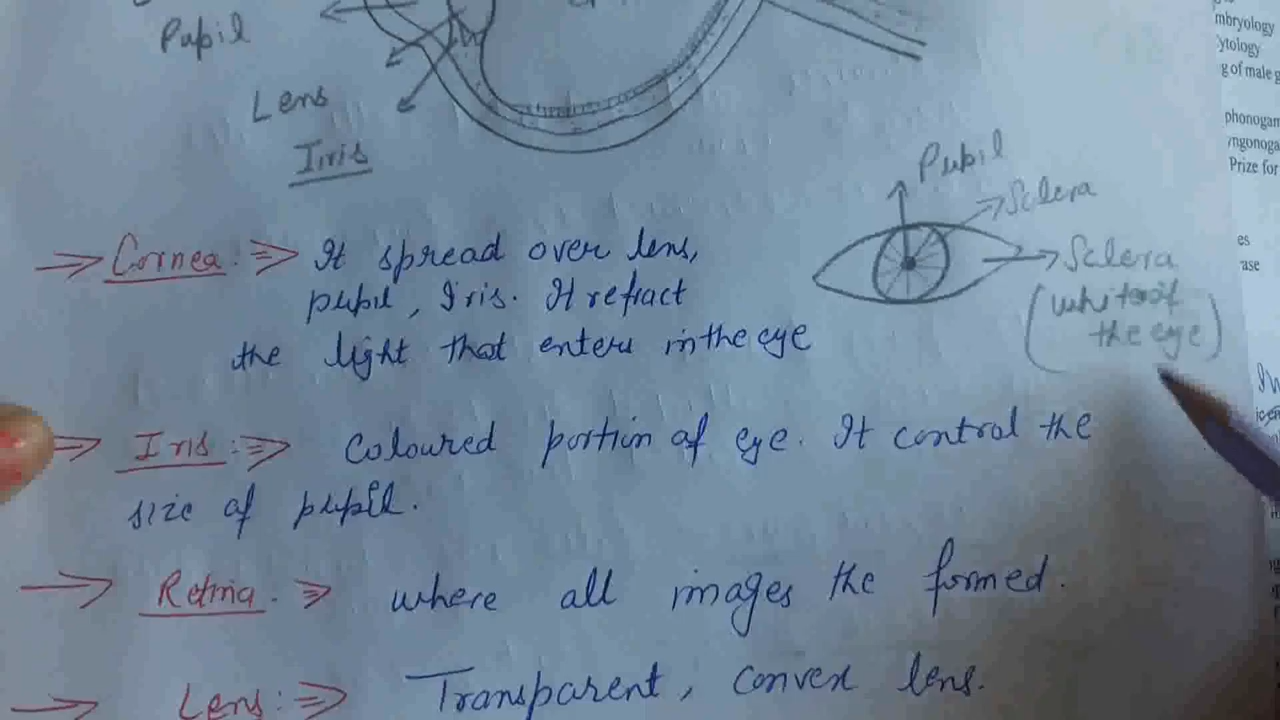 Pupil
Lens
Iris
Pupil
Sclera
Sclera
(white of
the eye)
→ Cornea ⇒ It spread over lens,
pupil, Iris. It refract
the light that enters in the eye
→ Iris :⇒ Coloured portion of eye. It control the
size of pupil.
→ Retina ⇒ where all images the formed.
→ Lens :⇒ Transparent, convex lens.
mbryology
ytology
g of male g
phonogam
ngonoga
Prize for
es
ase